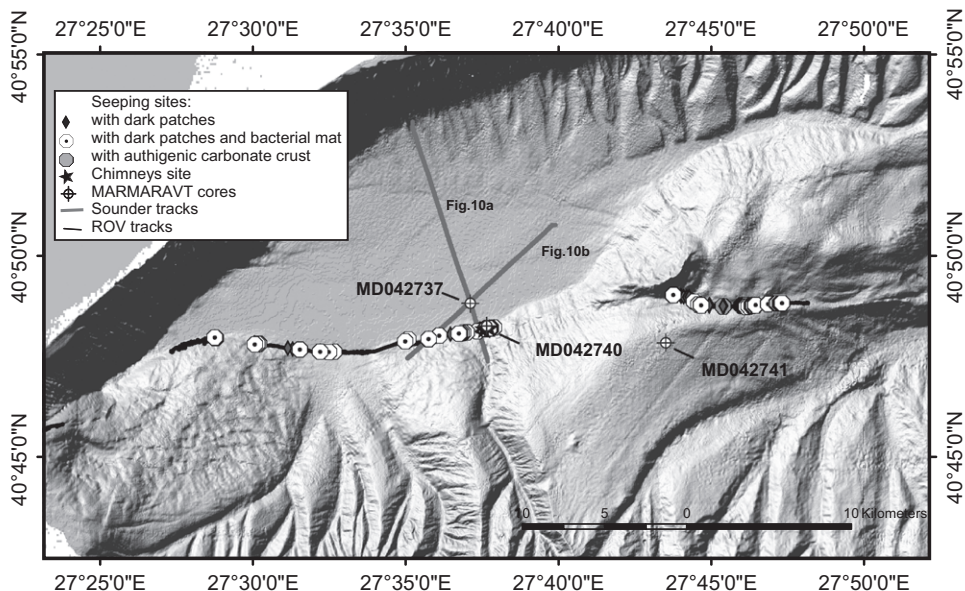 27°25'0"E 27°30'0"E 27°35'0"E 27°40'0"E 27°45'0"E 27°50'0"E
40°55'0"N
40°55'0"N
Seeping sites:
with dark patches
with dark patches and bacterial mat
with authigenic carbonate crust
Chimneys site
MARMARAVT cores
Sounder tracks
ROV tracks
Fig.10a
Fig.10b
40°50'0"N
40°50'0"N
MD042737
MD042740
MD042741
40°45'0"N
40°45'0"N
10 5 0 10 Kilometers
27°25'0"E 27°30'0"E 27°35'0"E 27°40'0"E 27°45'0"E 27°50'0"E